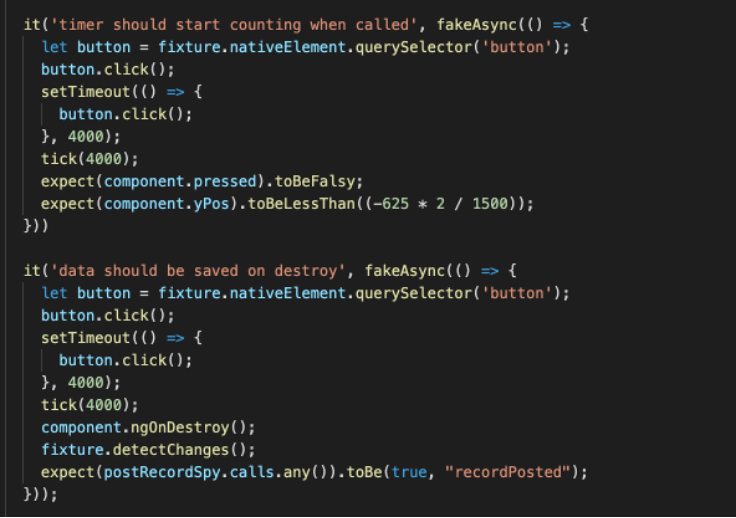 it('timer should start counting when called', fakeAsync(() => {
let button = fixture.nativeElement.querySelector('button');
button.click();
setTimeout(() => {
button.click();
}, 4000);
tick(4000);
expect(component.pressed).toBeFalsy;
expect(component.yPos).toBeLessThan((-625 * 2 / 1500));
}))
it('data should be saved on destroy', fakeAsync(() => {
let button = fixture.nativeElement.querySelector('button');
button.click();
setTimeout(() => {
button.click();
}, 4000);
tick(4000);
component.ngOnDestroy();
fixture.detectChanges();
expect(postRecordSpy.calls.any()).toBe(true, "recordPosted");
}));